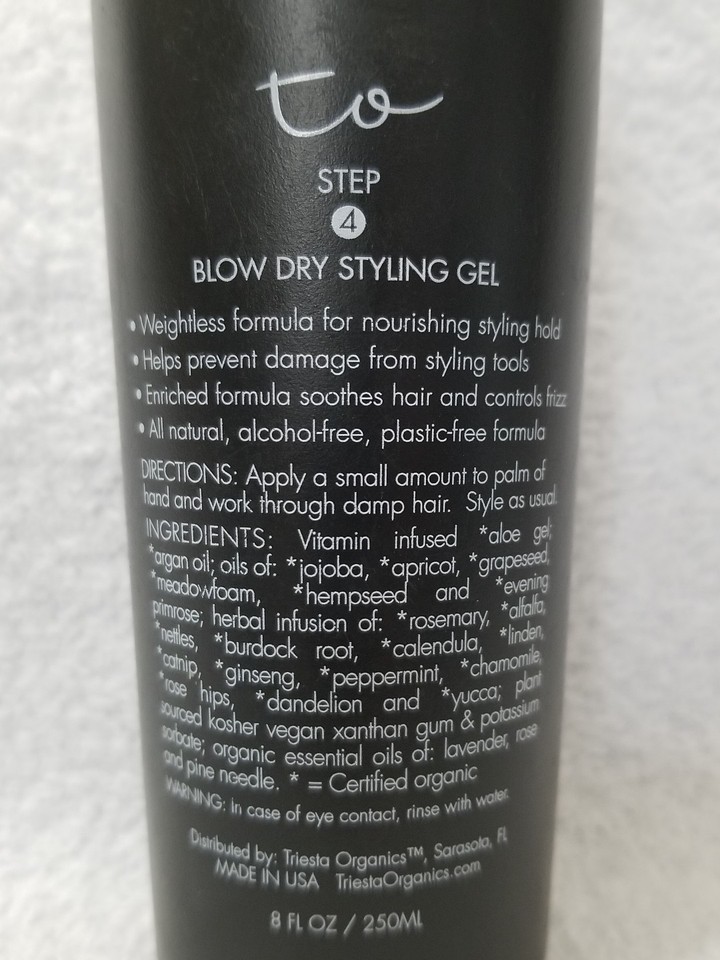 to
STEP
4
BLOW DRY STYLING GEL
• Weightless formula for nourishing styling hold
• Helps prevent damage from styling tools
• Enriched formula soothes hair and controls frizz
• All natural, alcohol-free, plastic-free formula
DIRECTIONS: Apply a small amount to palm of
hand and work through damp hair. Style as usual.
INGREDIENTS: Vitamin infused *aloe gel;
*argan oil; oils of: *jojoba, *apricot, *grapeseed,
*meadowfoam, *hempseed and *evening
primrose; herbal infusion of: *rosemary, *alfalfa,
*nettles, *burdock root, *calendula, *linden,
*catnip, *ginseng, *peppermint, *chamomile,
*rose hips, *dandelion and *yucca; plant
sourced kosher vegan xanthan gum & potassium
sorbate; organic essential oils of: lavender, rose
and pine needle. * = Certified organic
WARNING: In case of eye contact, rinse with water.
Distributed by: Triesta Organics™, Sarasota, FL
MADE IN USA TriestaOrganics.com
8 FL OZ / 250ML